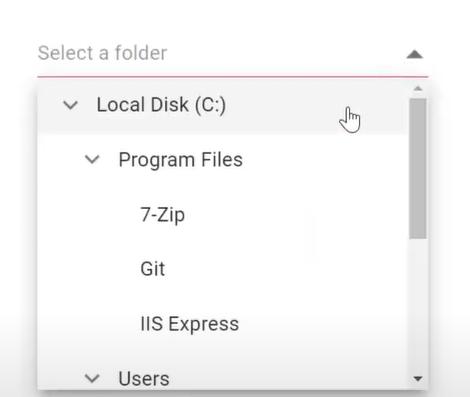 Select a folder
Local Disk (C:)
Program Files
7-Zip
Git
IIS Express
Users